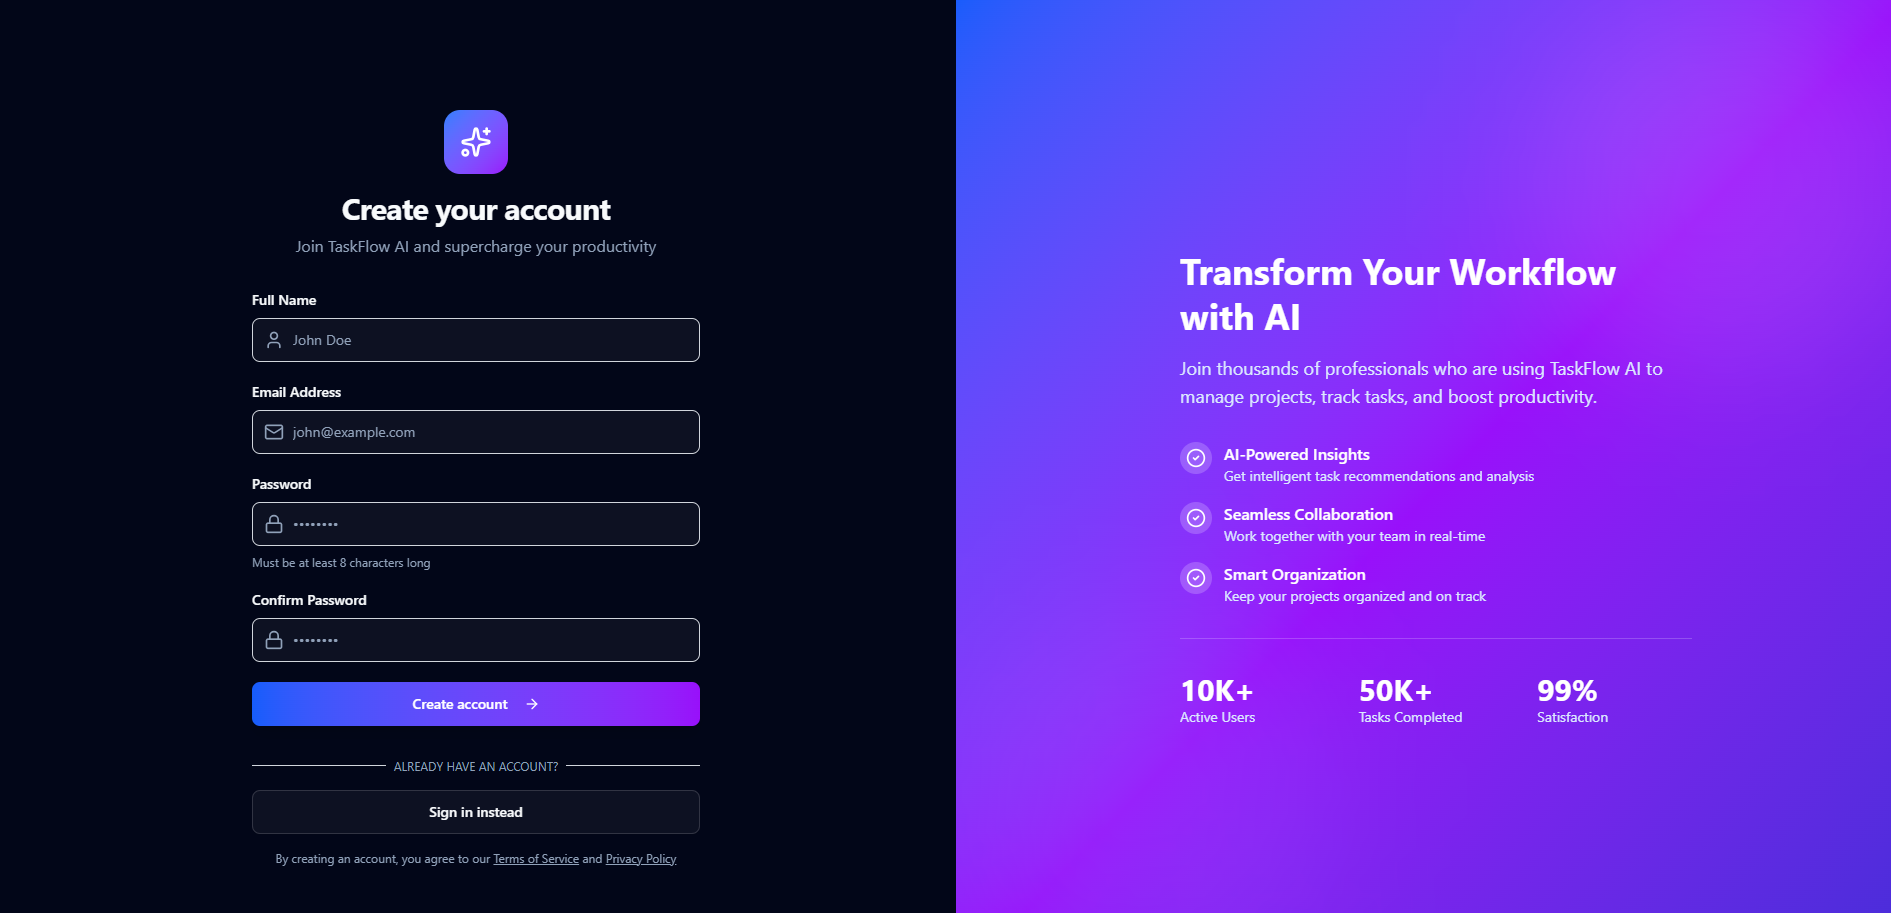 Create your account
Join TaskFlow AI and supercharge your productivity
Full Name
John Doe
Email Address
john@example.com
Password
••••••••
Must be at least 8 characters long
Confirm Password
••••••••
Create account
ALREADY HAVE AN ACCOUNT?
Sign in instead
By creating an account, you agree to our Terms of Service and Privacy Policy
Transform Your Workflow
with AI
Join thousands of professionals who are using TaskFlow AI to
manage projects, track tasks, and boost productivity.
AI-Powered Insights
Get intelligent task recommendations and analysis
Seamless Collaboration
Work together with your team in real-time
Smart Organization
Keep your projects organized and on track
10K+ 50K+ 99%
Active Users Tasks Completed Satisfaction